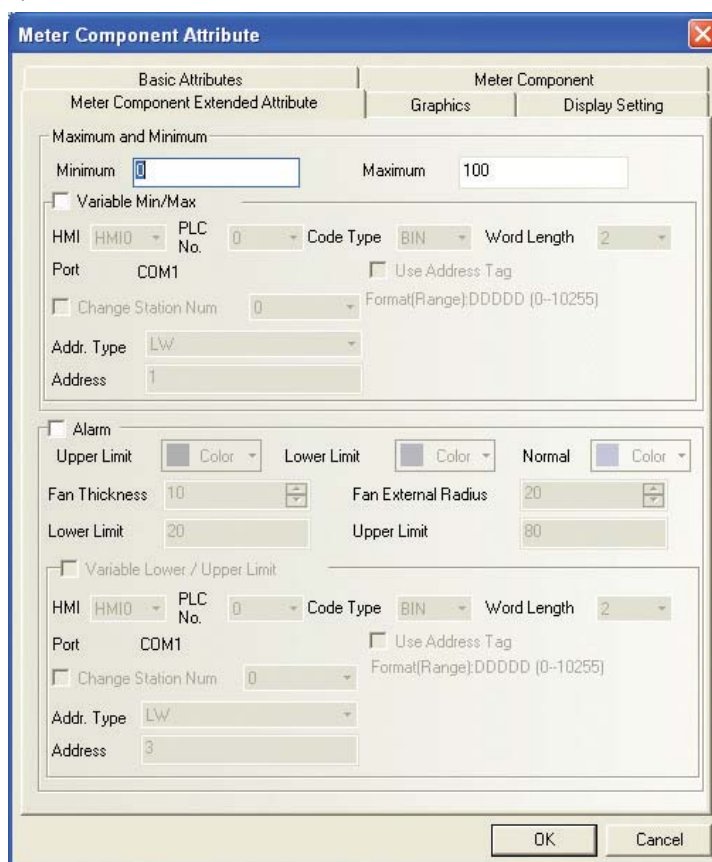 Meter Component Attribute
Basic Attributes Meter Component
Meter Component Extended Attribute Graphics Display Setting
Maximum and Minimum
Minimum 0 Maximum 100
Variable Min/Max
HMI HMI0 PLC No. 0 Code Type BIN Word Length 2
Port COM1 Use Address Tag
Change Station Num 0 Format(Range):DDDDD (0--10255)
Addr. Type LW
Address 1
Alarm
Upper Limit Color Lower Limit Color Normal Color
Fan Thickness 10 Fan External Radius 20
Lower Limit 20 Upper Limit 80
Variable Lower / Upper Limit
HMI HMI0 PLC No. 0 Code Type BIN Word Length 2
Port COM1 Use Address Tag
Change Station Num 0 Format(Range):DDDDD (0--10255)
Addr. Type LW
Address 3
OK Cancel